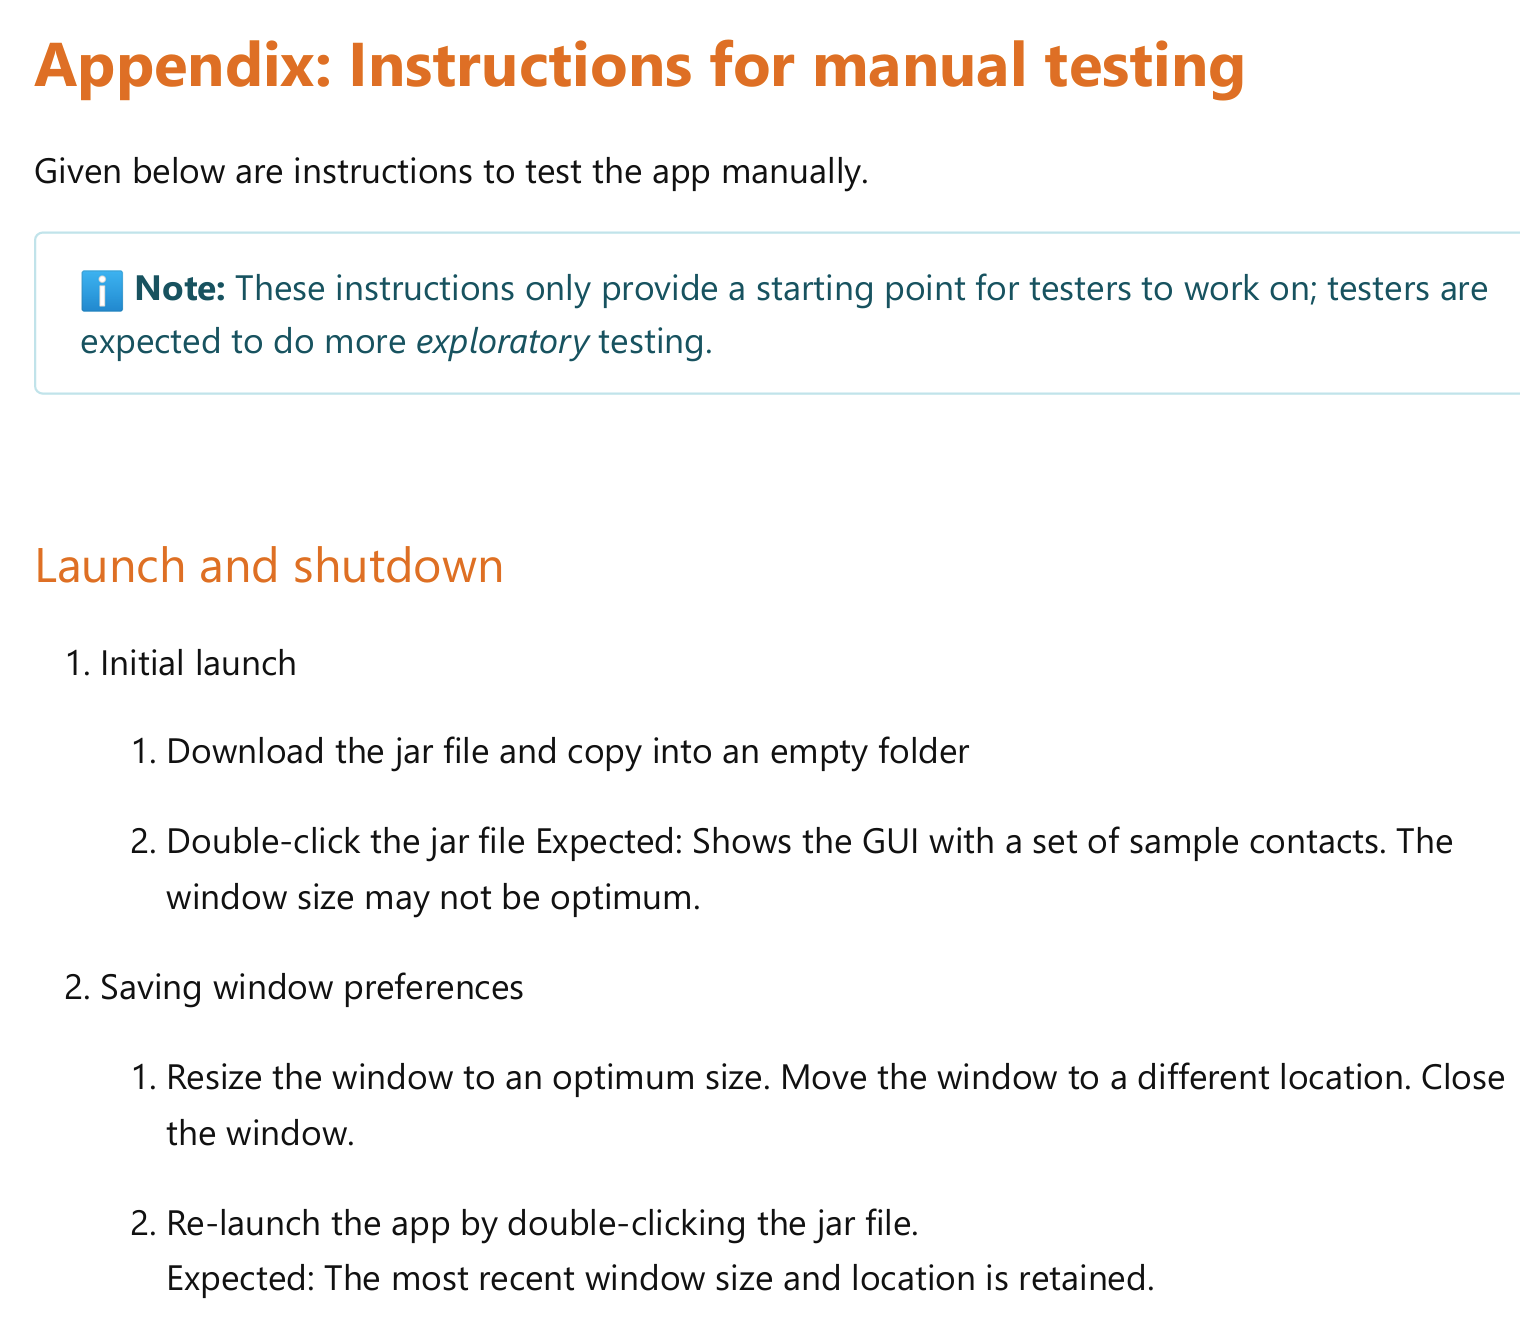 Appendix: Instructions for manual testing
Given below are instructions to test the app manually.
ℹ️ Note: These instructions only provide a starting point for testers to work on; testers are
expected to do more exploratory testing.
Launch and shutdown
1. Initial launch
1. Download the jar file and copy into an empty folder
2. Double-click the jar file Expected: Shows the GUI with a set of sample contacts. The
window size may not be optimum.
2. Saving window preferences
1. Resize the window to an optimum size. Move the window to a different location. Close
the window.
2. Re-launch the app by double-clicking the jar file.
Expected: The most recent window size and location is retained.